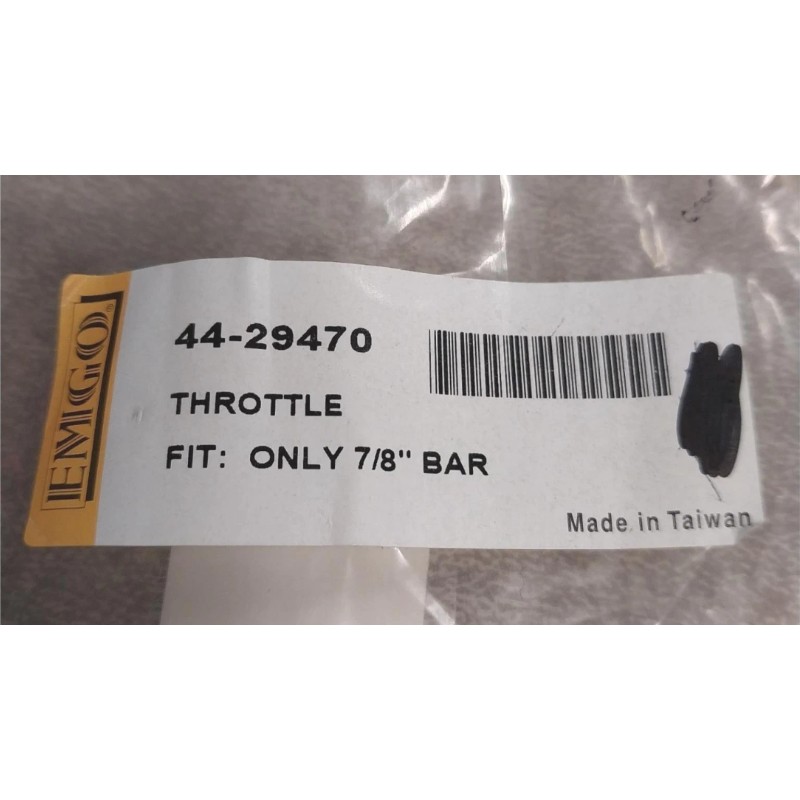 EMGO®
44-29470
THROTTLE
FIT: ONLY 7/8" BAR
Made in Taiwan